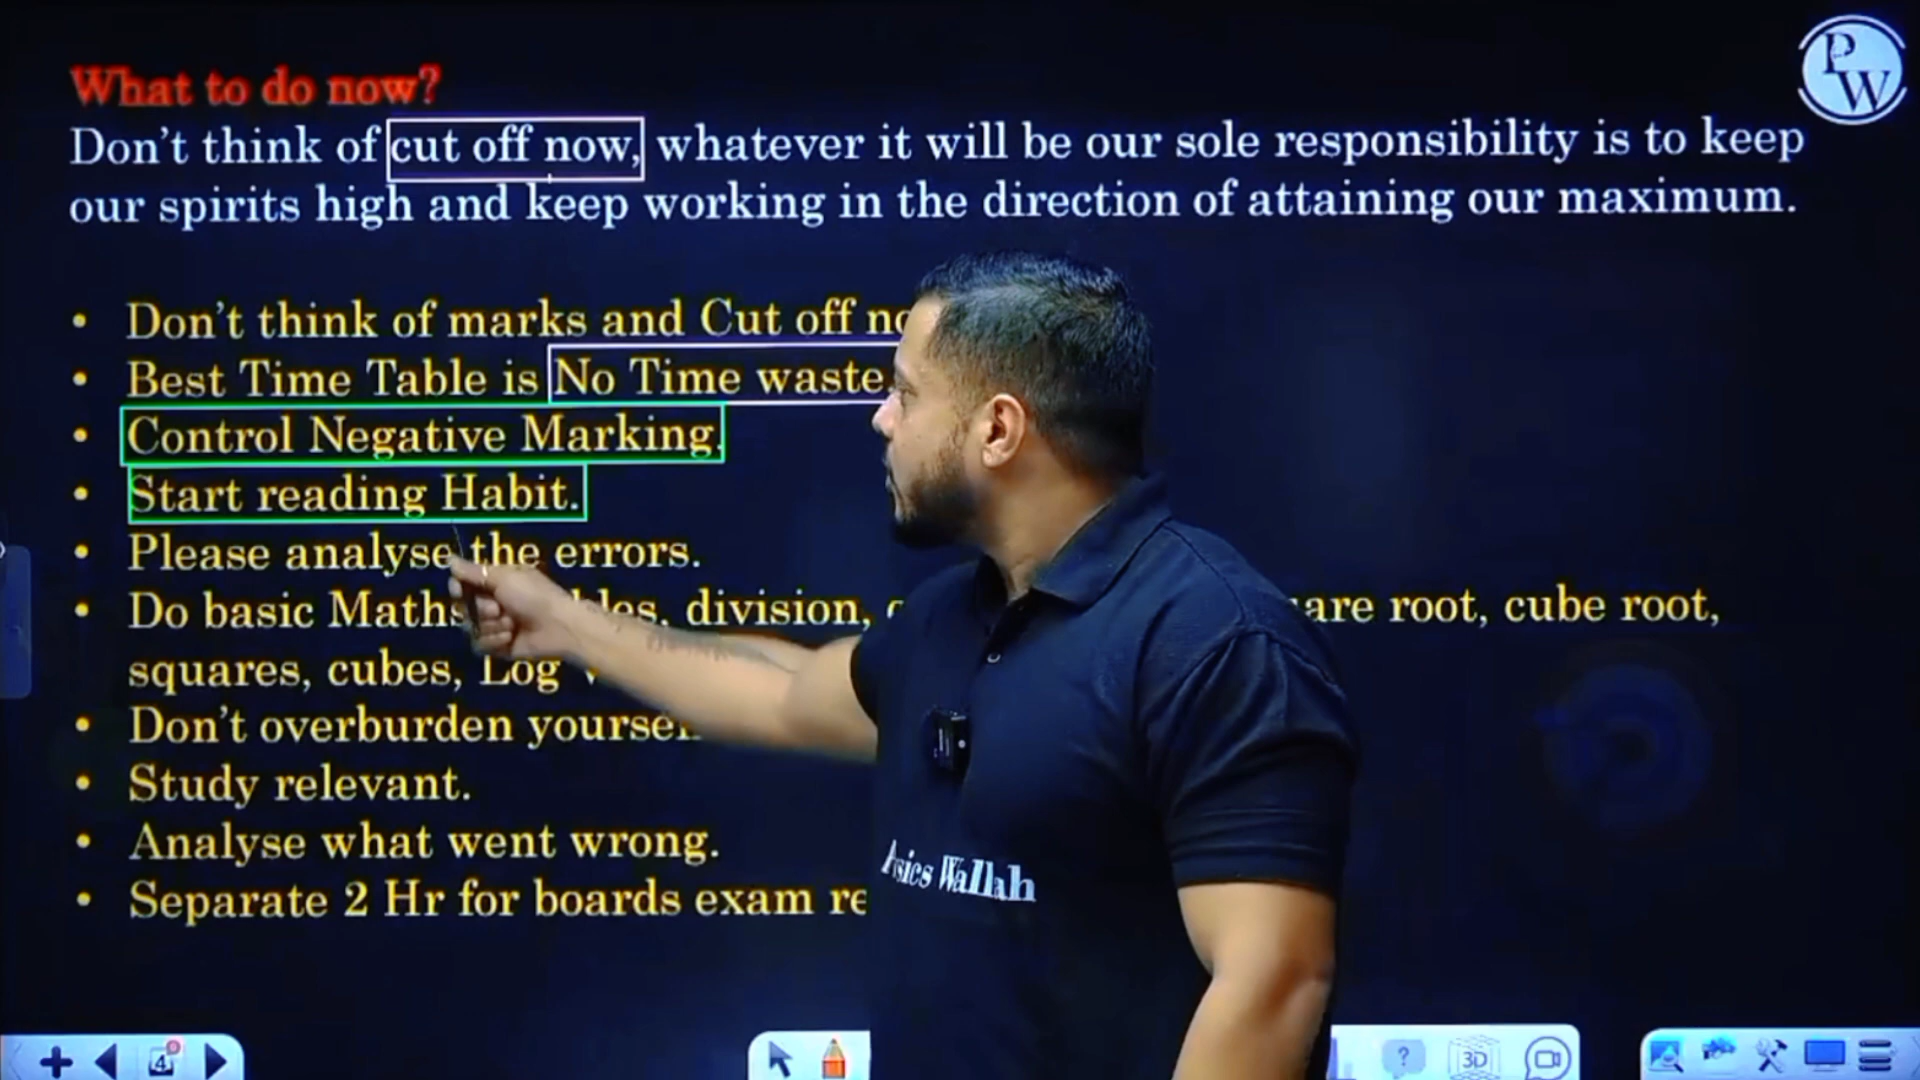 What to do now?
P
W
Don't think of cut off now, whatever it will be our sole responsibility is to keep
our spirits high and keep working in the direction of attaining our maximum.
• Don't think of marks and Cut off
• Best Time Table is No Time waste.
• Control Negative Marking.
• Start reading Habit.
• Please analyse the errors.
• Do basic Maths division, root, cube root,
squares, cubes, Log
• Don't overburden
• Study relevant.
• Analyse what went wrong.
• Separate 2 Hr for boards exam
Wallah
4
9
?
3D